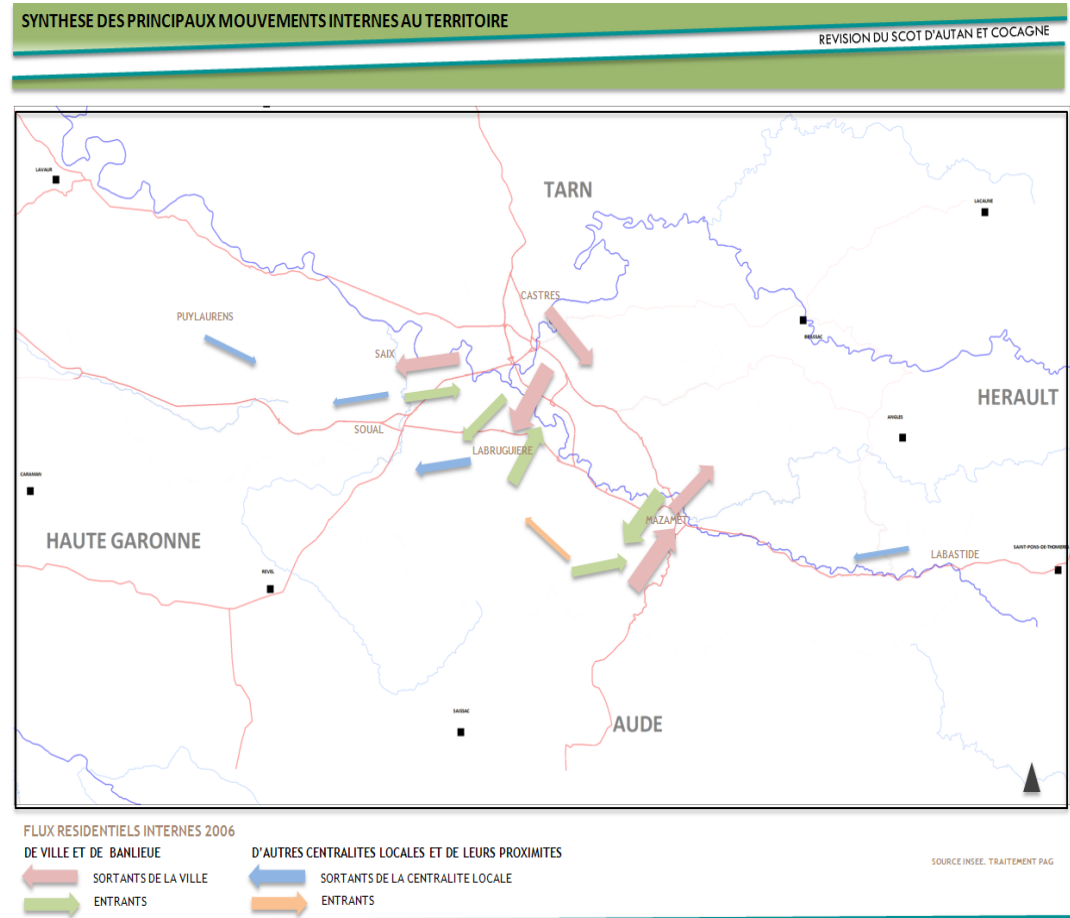 SYNTHESE DES PRINCIPAUX MOUVEMENTS INTERNES AU TERRITOIRE
REVISION DU SCOT D'AUTAN ET COCAGNE
LAVAUR
TARN
LACAUNE
CASTRES
PUYLAURENS
BRASSAC
SAIX
HERAULT
ANGLES
SOUAL
LABRUGUIERE
CARAMAN
MAZAMET
HAUTE GARONNE
SAINT-PONS-DE-THOMIERES
LABASTIDE
REVEL
SAISSAC
AUDE
FLUX RESIDENTIELS INTERNES 2006
DE VILLE ET DE BANLIEUE
D'AUTRES CENTRALITES LOCALES ET DE LEURS PROXIMITES
SOURCE INSEE. TRAITEMENT PAG
SORTANTS DE LA VILLE
SORTANTS DE LA CENTRALITE LOCALE
ENTRANTS
ENTRANTS